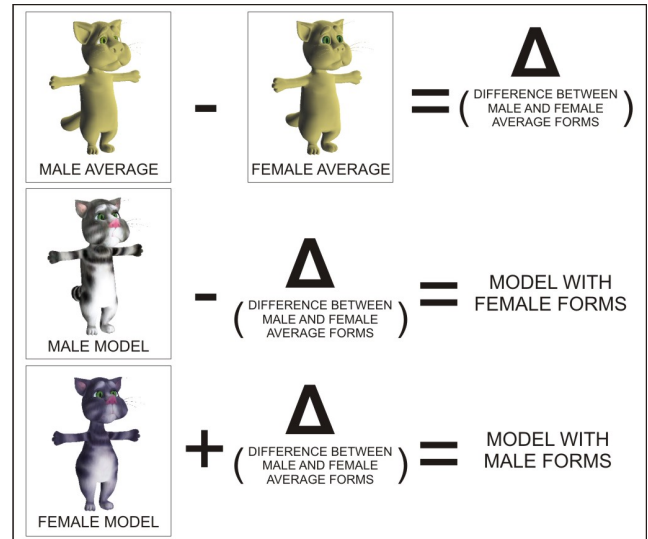 MALE AVERAGE
-
FEMALE AVERAGE
=
Δ
(DIFFERENCE BETWEEN
MALE AND FEMALE
AVERAGE FORMS)
MALE MODEL
-
Δ
(DIFFERENCE BETWEEN
MALE AND FEMALE
AVERAGE FORMS)
=
MODEL WITH
FEMALE FORMS
FEMALE MODEL
+
Δ
(DIFFERENCE BETWEEN
MALE AND FEMALE
AVERAGE FORMS)
=
MODEL WITH
MALE FORMS